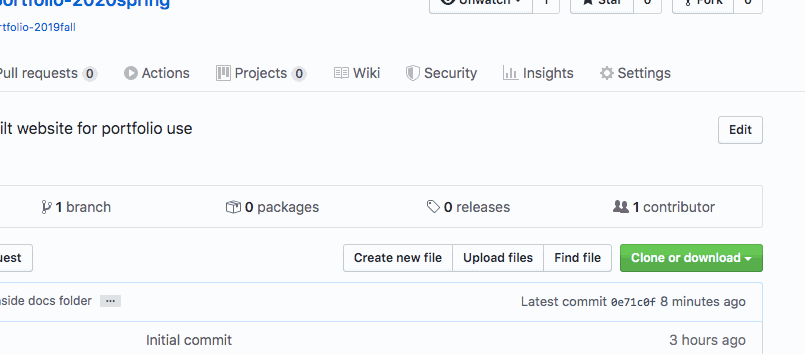 portfolio-2020spring
Unwatch 1 Star 0 Fork 0
rtfolio-2019fall
Pull requests 0 Actions Projects 0 Wiki Security Insights Settings
ilt website for portfolio use
Edit
1 branch 0 packages 0 releases 1 contributor
uest Create new file Upload files Find file Clone or download
nside docs folder ... Latest commit 0e71c0f 8 minutes ago
Initial commit 3 hours ago